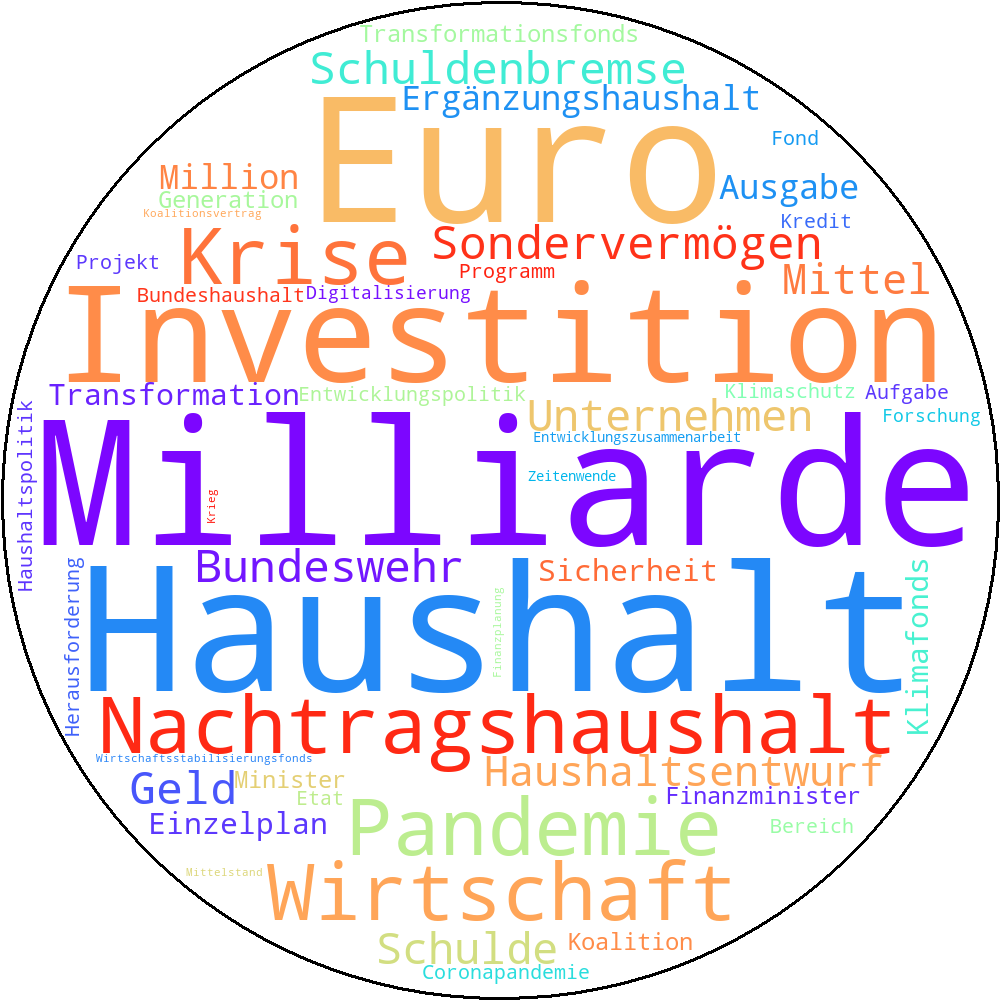 Transformationsfonds
Schuldenbremse
Ergänzungshaushalt
Euro
Fond
Million
Ausgabe
Generation
Koalitionsvertrag
Kredit
Krise
Sondervermögen
Projekt
Programm
Mittel
Bundeshaushalt
Digitalisierung
Investition
Transformation
Entwicklungspolitik
Klimaschutz
Aufgabe
Unternehmen
Forschung
Entwicklungszusammenarbeit
Haushaltspolitik
Milliarde
Zeitenwende
Krieg
Bundeswehr
Sicherheit
Herausforderung
Haushalt
Finanzplanung
Klimafonds
Nachtragshaushalt
Wirtschaftsstabilisierungsfonds
Haushaltsentwurf
Geld
Minister
Etat
Finanzminister
Einzelplan
Pandemie
Bereich
Mittelstand
Wirtschaft
Schulde
Koalition
Coronapandemie